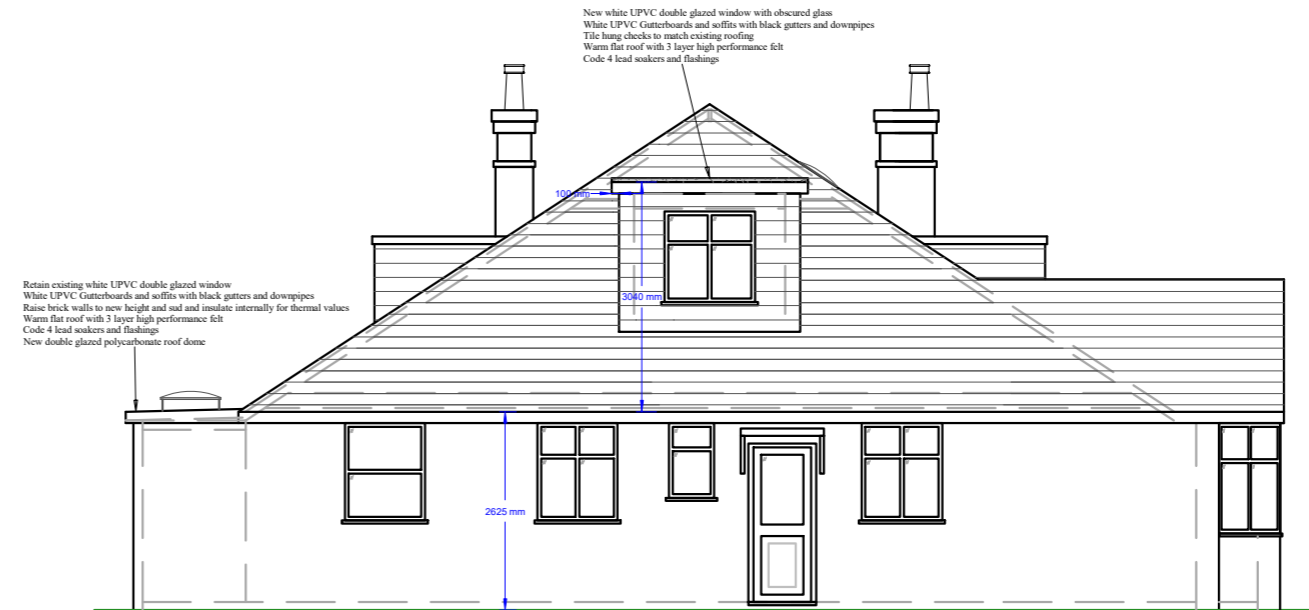 New white UPVC double glazed window with obscured glass
White UPVC Gutterboards and soffits with black gutters and downpipes
Tile hung cheeks to match existing roofing
Warm flat roof with 3 layer high performance felt
Code 4 lead soakers and flashings
100 mm
3040 mm
Retain existing white UPVC double glazed window
White UPVC Gutterboards and soffits with black gutters and downpipes
Raise brick walls to new height and sud and insulate internally for thermal values
Warm flat roof with 3 layer high performance felt
Code 4 lead soakers and flashings
New double glazed polycarbonate roof dome
2625 mm